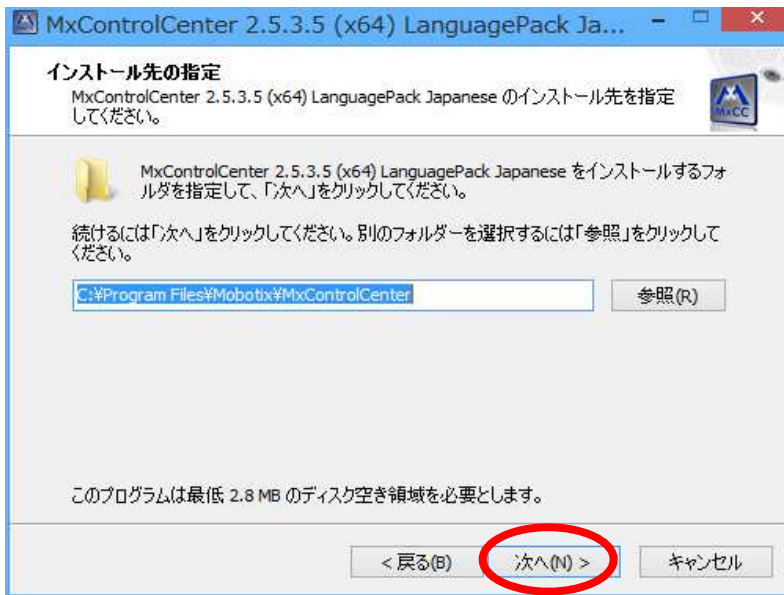 MxControlCenter 2.5.3.5 (x64) LanguagePack Ja...
インストール先の指定
MxControlCenter 2.5.3.5 (x64) LanguagePack Japanese のインストール先を指定
してください。
MxCC
MxControlCenter 2.5.3.5 (x64) LanguagePack Japanese をインストールするフォ
ルダを指定して、「次へ」をクリックしてください。
続けるには「次へ」をクリックしてください。別のフォルダーを選択するには「参照」をクリックして
ください。
C:¥Program Files¥Mobotix¥MxControlCenter
参照(R)
このプログラムは最低 2.8 MB のディスク空き領域を必要とします。
< 戻る(B)
次へ(N) >
キャンセル